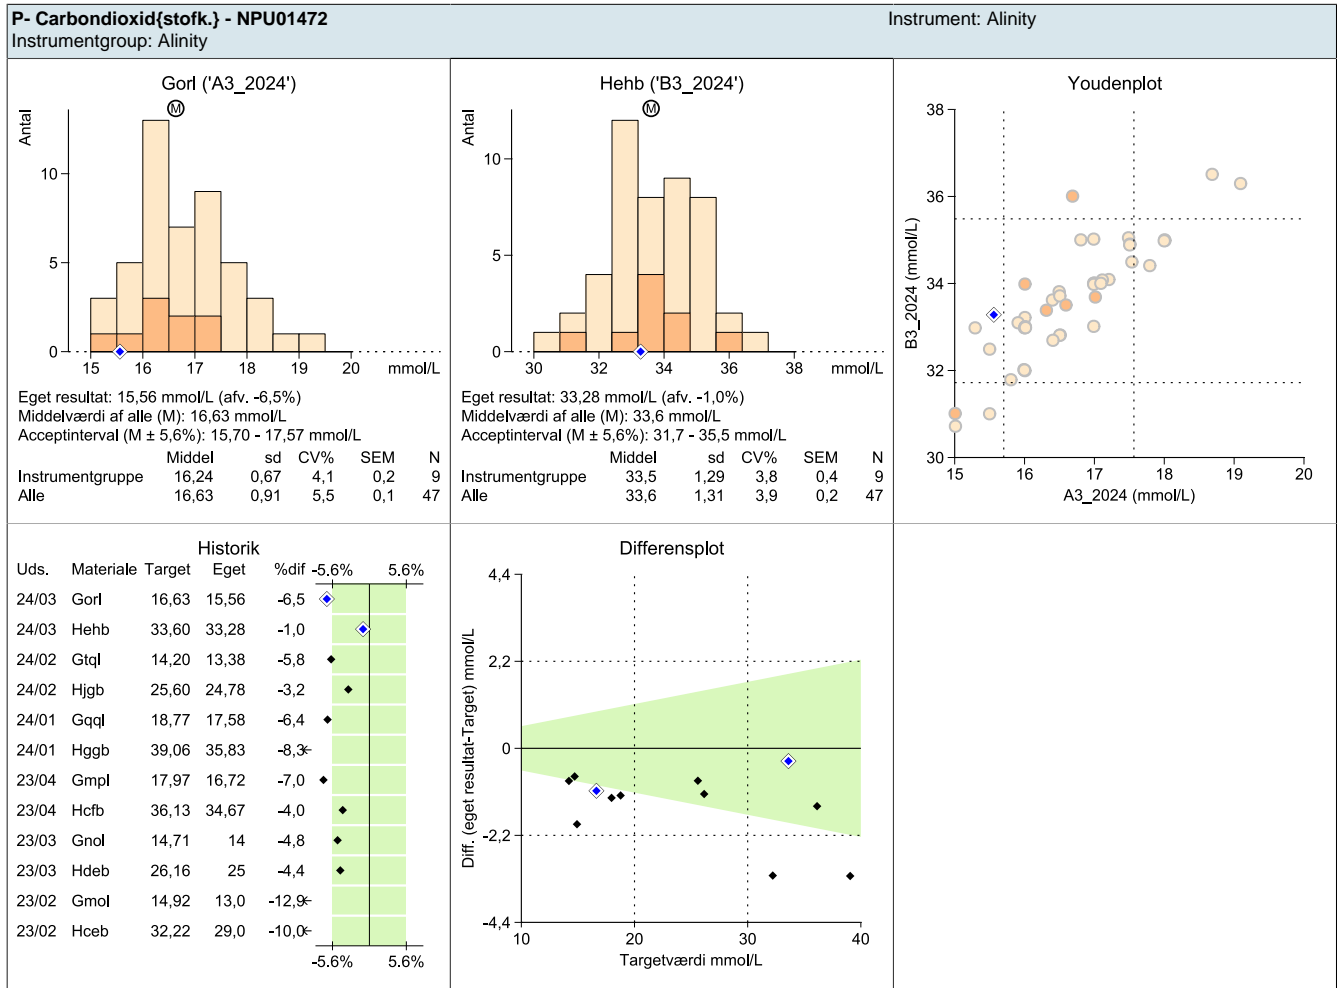 P- Carbondioxid{stofk.} - NPU01472
Instrument: Alinity
Instrumentgroup: Alinity
Gorl ('A3_2024')
M
Antal
10
5
0
15 16 17 18 19 20 mmol/L
Eget resultat: 15,56 mmol/L (afv. -6,5%)
Middelværdi af alle (M): 16,63 mmol/L
Acceptinterval (M ± 5,6%): 15,70 - 17,57 mmol/L
Middel sd CV% SEM N
Instrumentgruppe 16,24 0,67 4,1 0,2 9
Alle 16,63 0,91 5,5 0,1 47
Hehb ('B3_2024')
M
Antal
10
5
0
30 32 34 36 38 mmol/L
Eget resultat: 33,28 mmol/L (afv. -1,0%)
Middelværdi af alle (M): 33,6 mmol/L
Acceptinterval (M ± 5,6%): 31,7 - 35,5 mmol/L
Middel sd CV% SEM N
Instrumentgruppe 33,5 1,29 3,8 0,4 9
Alle 33,6 1,31 3,9 0,2 47
Youdenplot
38
36
34
32
30
B3_2024 (mmol/L)
15 16 17 18 19 20
A3_2024 (mmol/L)
Historik
Uds. Materiale Target Eget %dif -5.6% 5.6%
24/03 Gorl 16,63 15,56 -6,5
24/03 Hehb 33,60 33,28 -1,0
24/02 Gtql 14,20 13,38 -5,8
24/02 Hjgb 25,60 24,78 -3,2
24/01 Gqql 18,77 17,58 -6,4
24/01 Hggb 39,06 35,83 -8,3
23/04 Gmpl 17,97 16,72 -7,0
23/04 Hcfb 36,13 34,67 -4,0
23/03 Gnol 14,71 14 -4,8
23/03 Hdeb 26,16 25 -4,4
23/02 Gmol 14,92 13,0 -12,9
23/02 Hceb 32,22 29,0 -10,0
-5.6% 5.6%
Differensplot
4,4
2,2
0
-2,2
-4,4
Diff. (eget resultat-Target) mmol/L
10 20 30 40
Targetværdi mmol/L